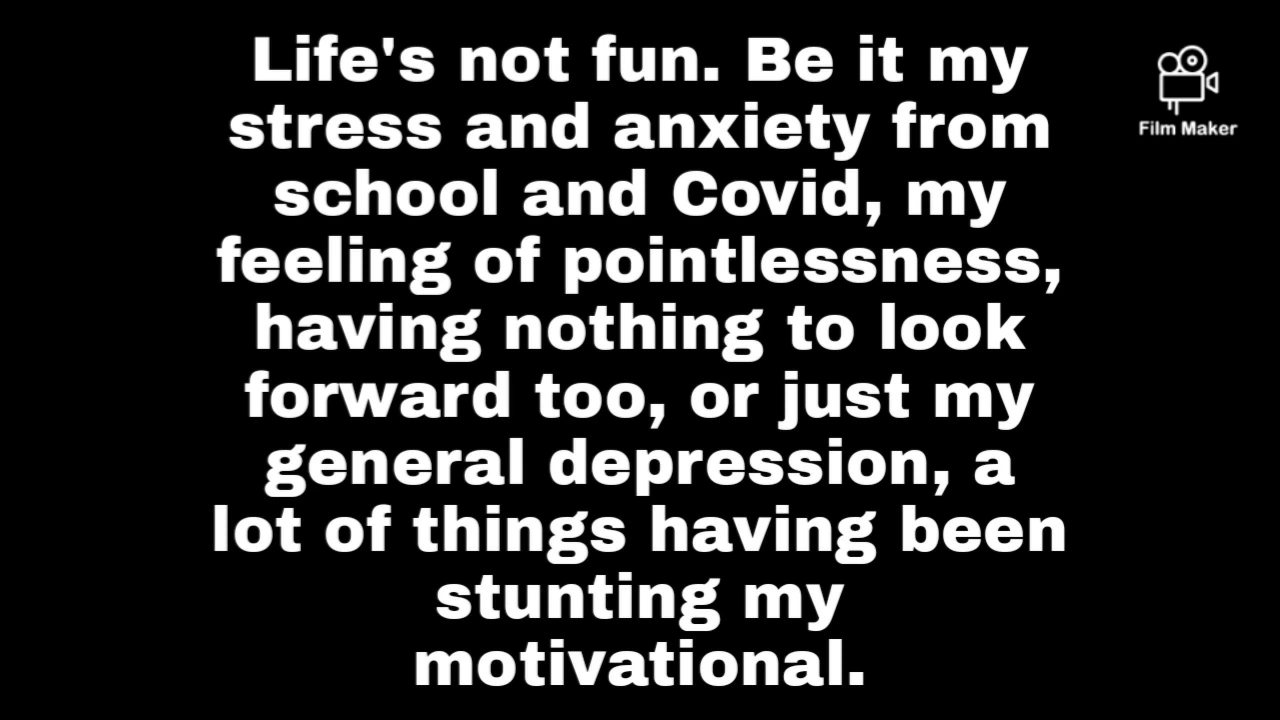 Life's not fun. Be it my
stress and anxiety from
school and Covid, my
feeling of pointlessness,
having nothing to look
forward too, or just my
general depression, a
lot of things having been
stunting my
motivational.
Film Maker